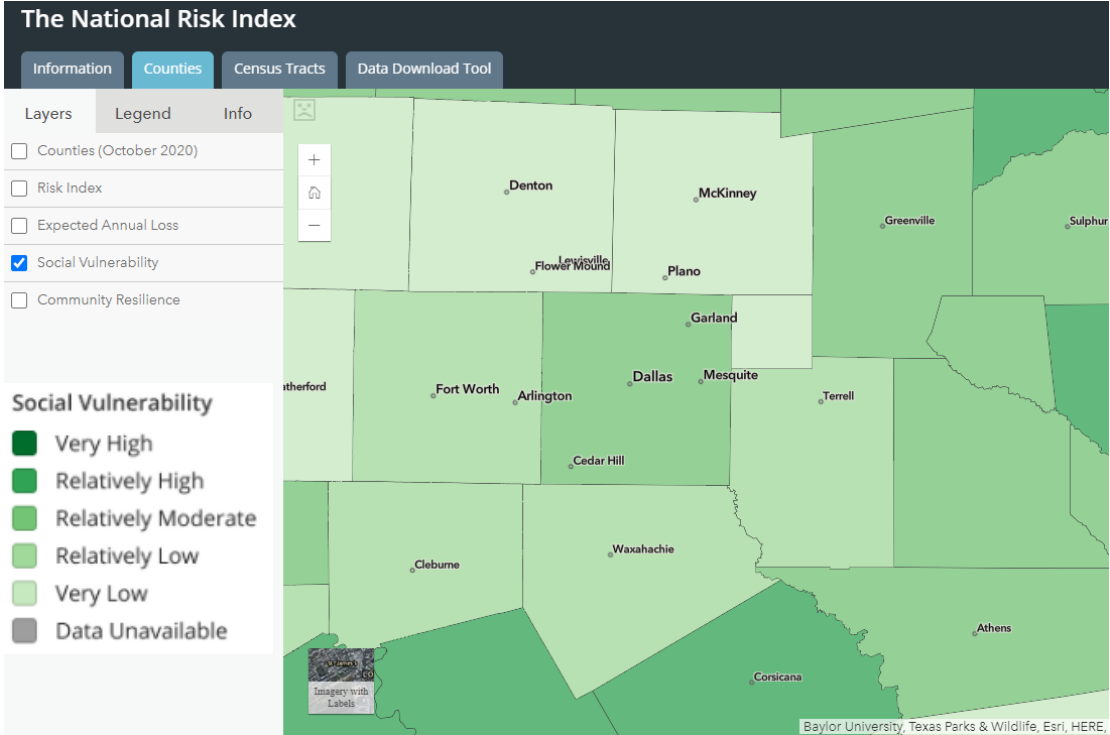 The National Risk Index
Information
Counties
Census Tracts
Data Download Tool
Layers
Legend
Info
Counties (October 2020)
Risk Index
Expected Annual Loss
Social Vulnerability
Community Resilience
Social Vulnerability
Very High
Relatively High
Relatively Moderate
Relatively Low
Very Low
Data Unavailable
+
−
Denton
McKinney
Greenville
Sulphur
Lewisville
Flower Mound
Plano
Garland
atherford
Fort Worth
Arlington
Dallas
Mesquite
Terrell
Cedar Hill
Waxahachie
Cleburne
Athens
Corsicana
Imagery with
Labels
Baylor University, Texas Parks & Wildlife, Esri, HERE,